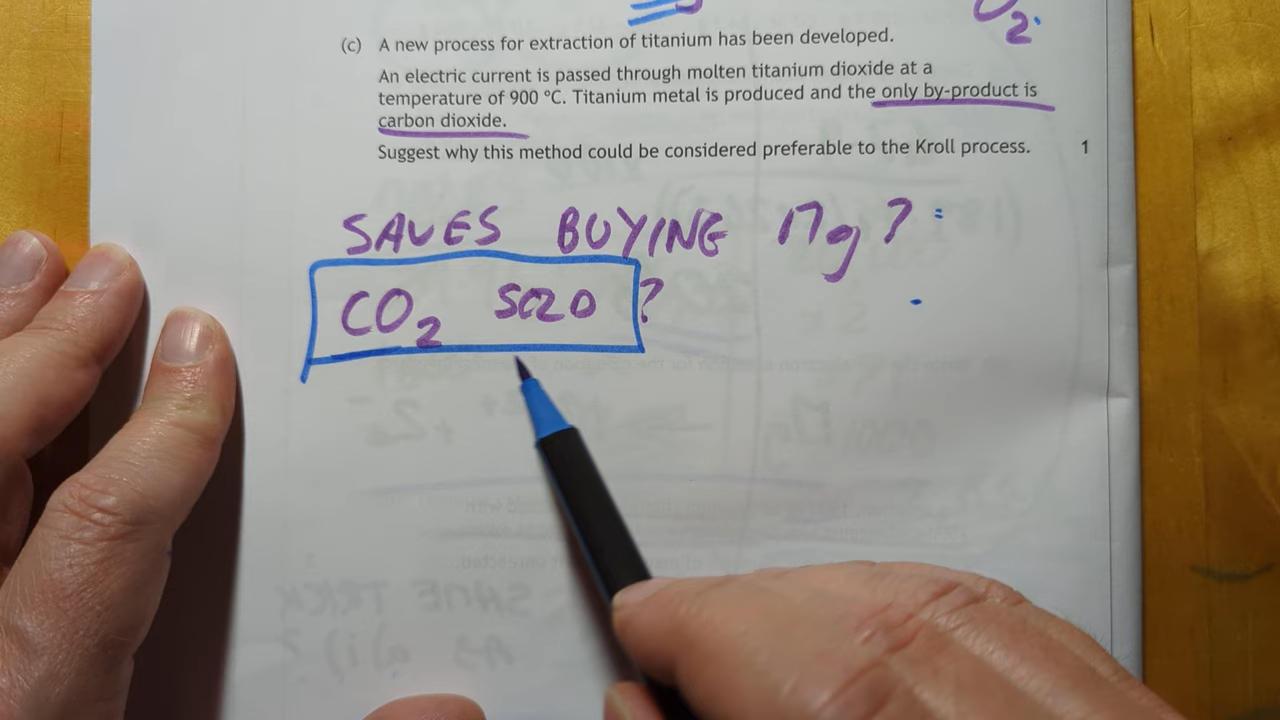 O2.
(c) A new process for extraction of titanium has been developed.
An electric current is passed through molten titanium dioxide at a
temperature of 900 °C. Titanium metal is produced and the only by-product is
carbon dioxide.
Suggest why this method could be considered preferable to the Kroll process. 1
SAVES BUYING Mg?
CO2 SOLD?